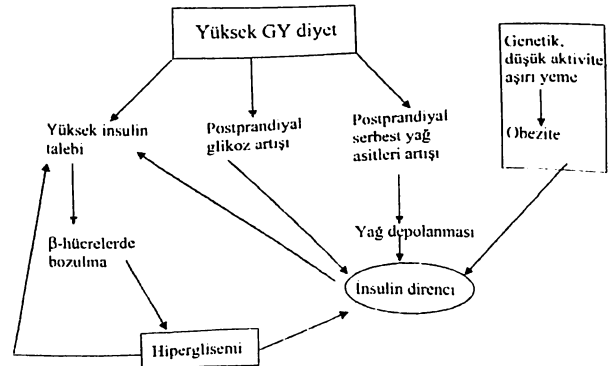 Yüksek GY diyet
Genetik,
düşük aktivite
aşırı yeme
Obezite
Yüksek insulin
talebi
Postprandiyal
glikoz artışı
Postprandiyal
serbest yağ
asitleri artışı
β-hücrelerde
bozulma
Yağ depolanması
İnsulin direnci
Hiperglisemi